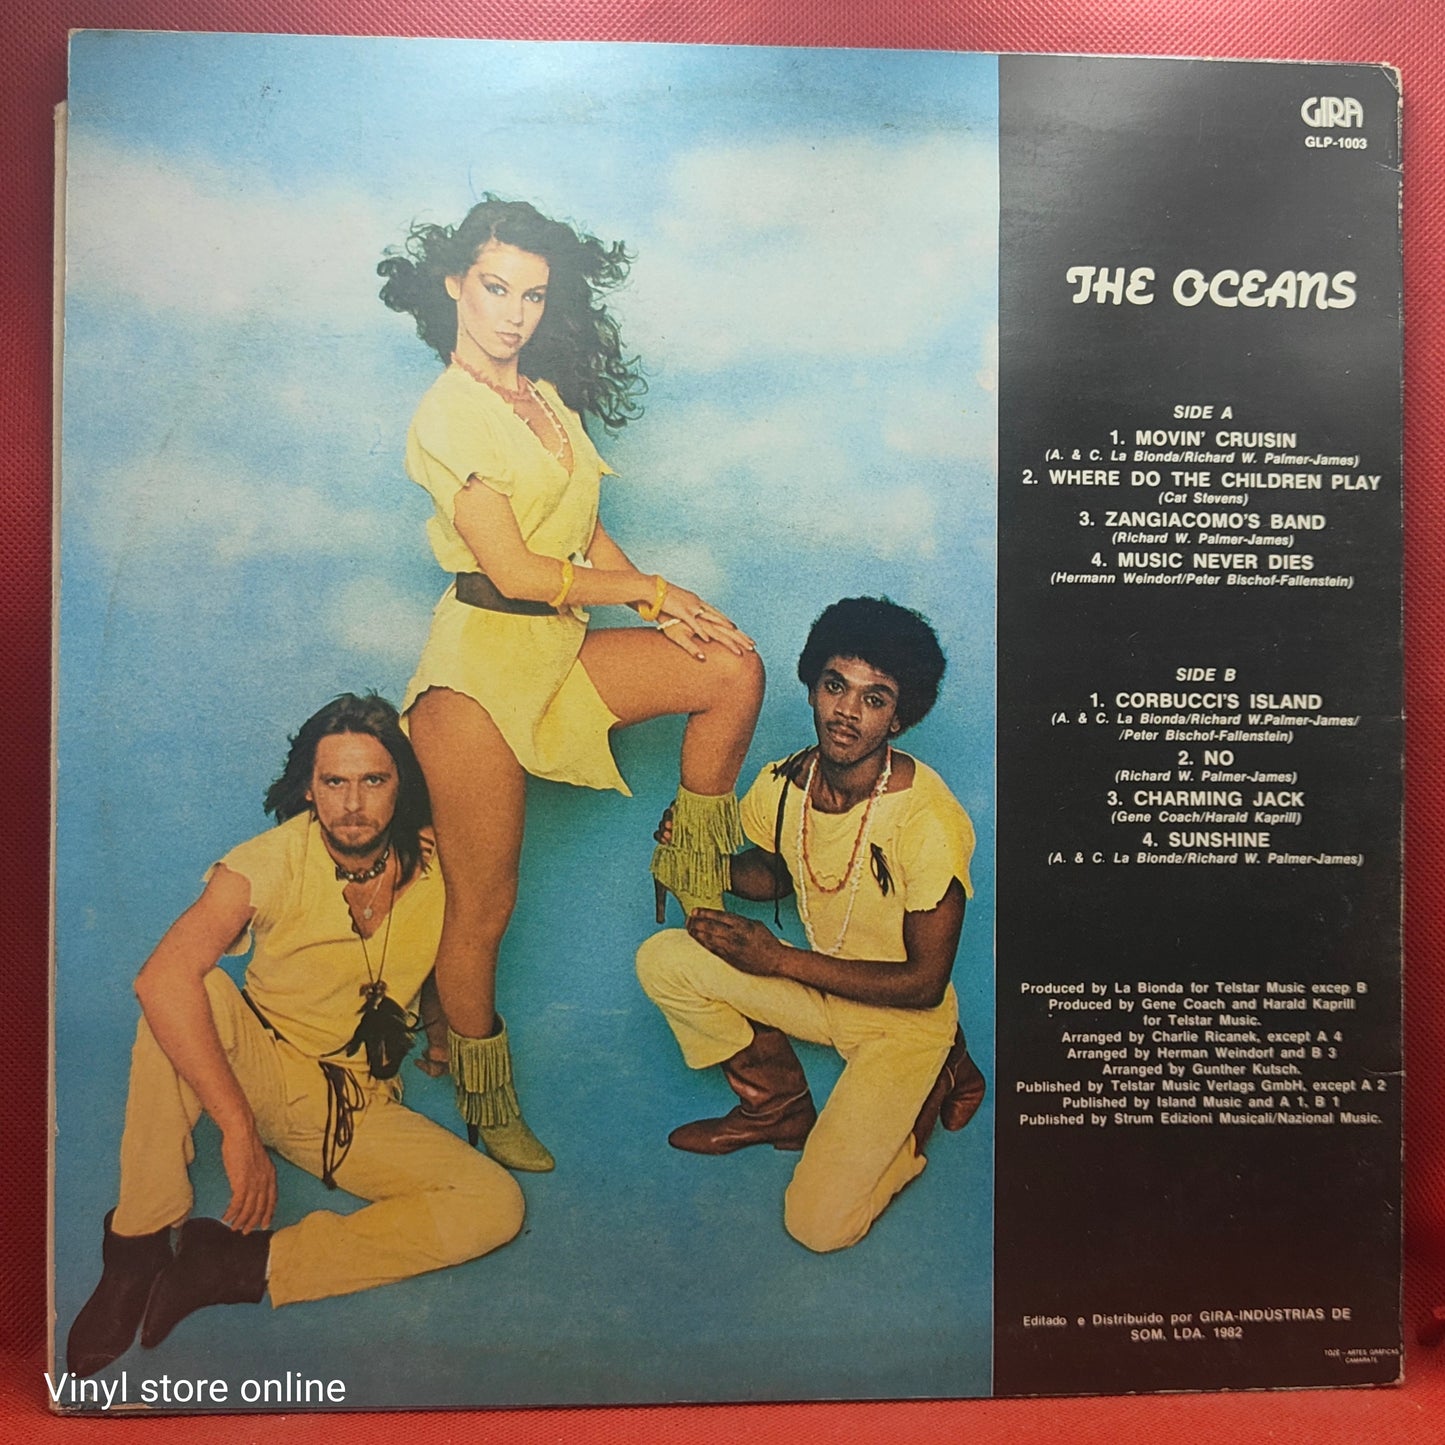 GIRA
GLP-1003
THE OCEANS
SIDE A
1. MOVIN' CRUISIN
(A. & C. La Bionda/Richard W. Palmer-James)
2. WHERE DO THE CHILDREN PLAY
(Cat Stevens)
3. ZANGIACOMO'S BAND
(Richard W. Palmer-James)
4. MUSIC NEVER DIES
(Hermann Weindorf/Peter Bischof-Fallenstein)
SIDE B
1. CORBUCCI'S ISLAND
(A. & C. La Bionda/Richard W.Palmer-James/
/Peter Bischof-Fallenstein)
2. NO
(Richard W. Palmer-James)
3. CHARMING JACK
(Gene Coach/Harald Kaprill)
4. SUNSHINE
(A. & C. La Bionda/Richard W. Palmer-James)
Produced by La Bionda for Telstar Music excep B
Produced by Gene Coach and Harald Kaprill
for Telstar Music.
Arranged by Charlie Ricanek, except A 4
Arranged by Herman Weindorf and B 3
Arranged by Gunther Kutsch.
Published by Telstar Music Verlags GmbH, except A 2
Published by Island Music and A 1, B 1
Published by Strum Edizioni Musicali/Nazional Music.
Editado e Distribuído por GIRA-INDÚSTRIAS DE
SOM, LDA. 1982
TOZÉ - ARTES GRÁFICAS
CAMARATE
Vinyl store online